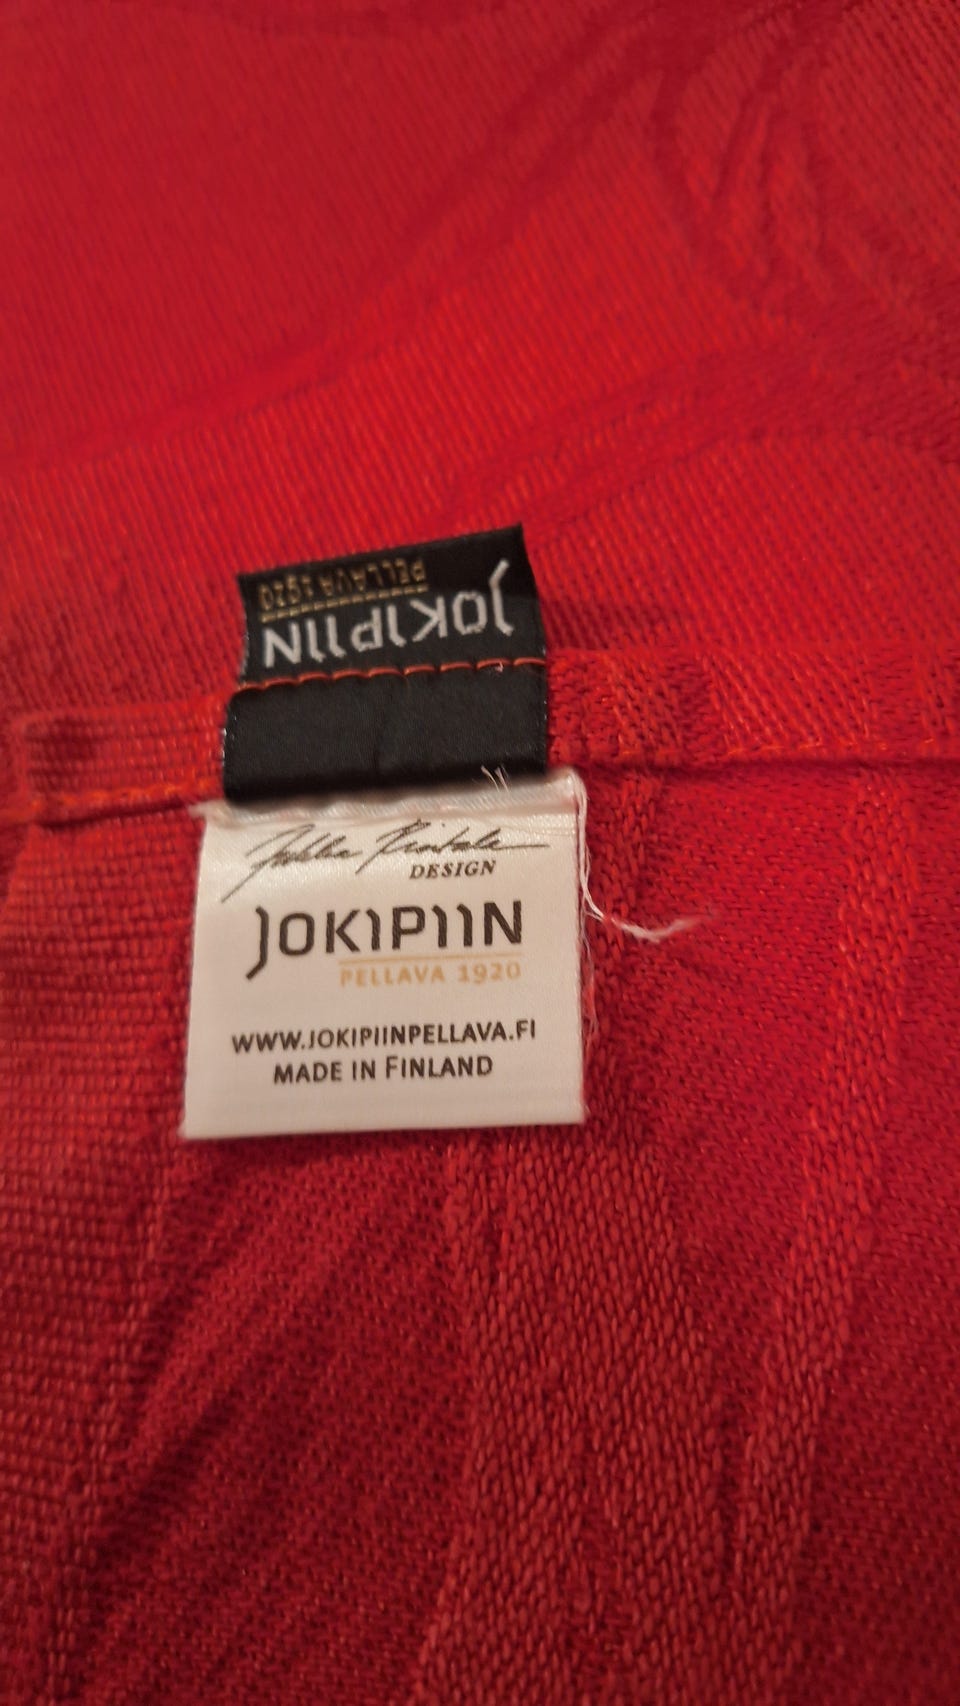 JOKIPIIN
PELLAVA 1920
DESIGN
JOKIPIIN
PELLAVA 1920
WWW.JOKIPIINPELLAVA.FI
MADE IN FINLAND